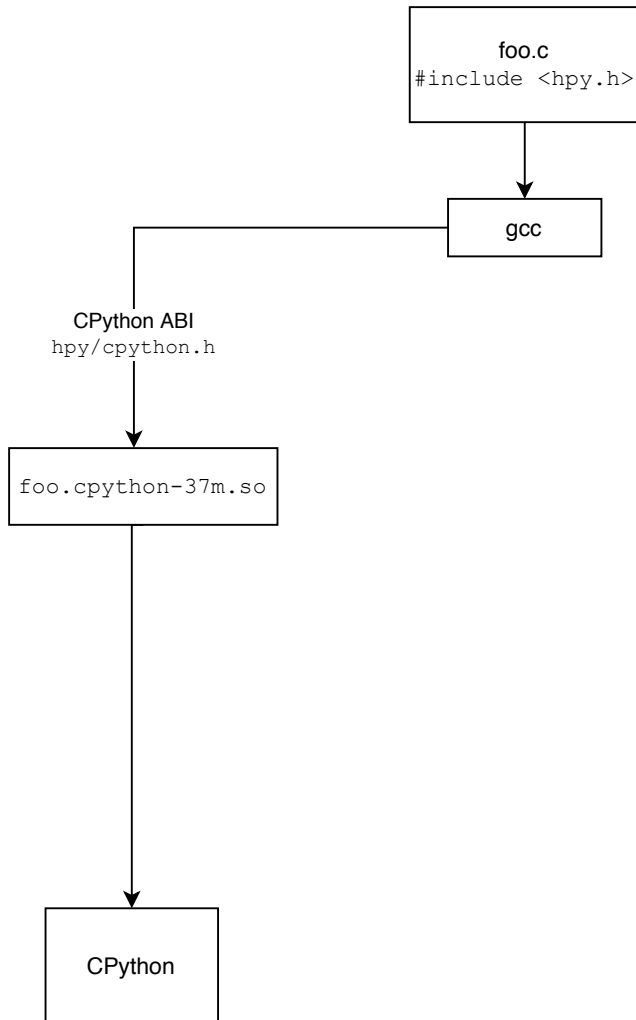 foo.c
#include <hpy.h>
gcc
CPython ABI
hpy/cpython.h
foo.cpython-37m.so
CPython